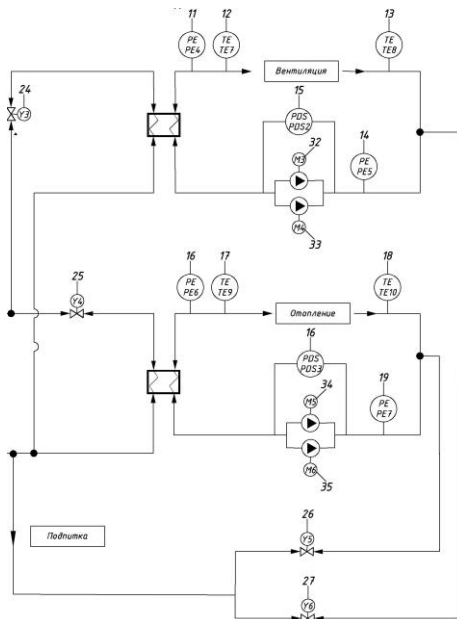 11
12
13
PE
PE4
TE
TE7
Вентиляция
TE
TE8
24
Y3
15
PDS
PDS2
14
32
M3
PE
PE5
M4
33
16
17
18
25
PE
PE6
TE
TE9
Отопление
TE
TE10
Y4
16
PDS
PDS3
34
19
M5
PE
PE7
M6
35
26
Подпитка
Y5
27
Y6